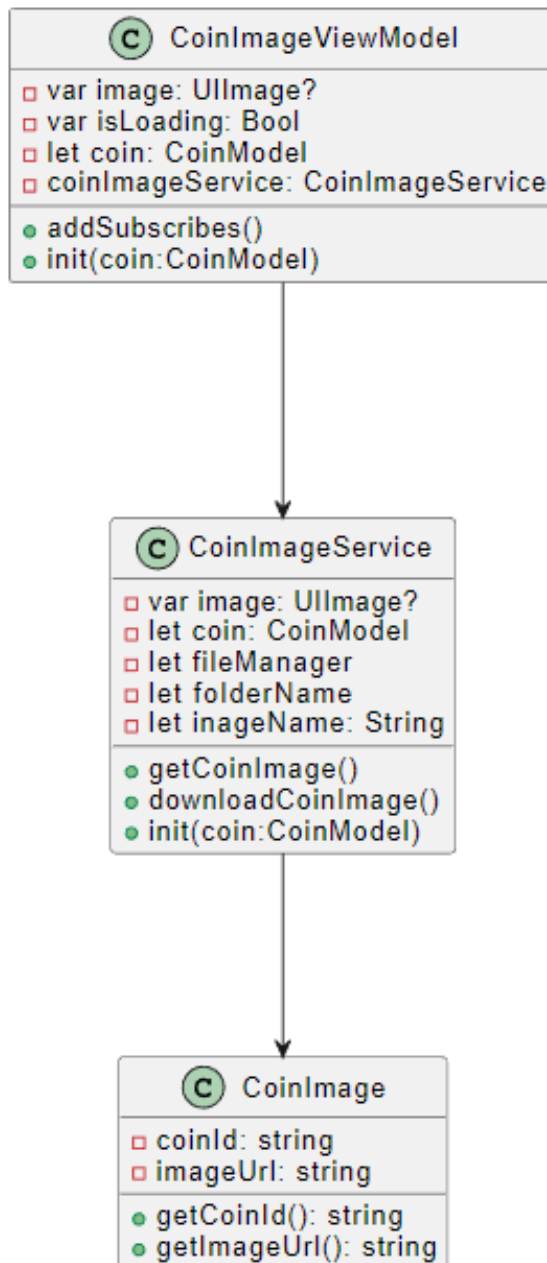 C CoinImageViewModel
var image: UIImage?
var isLoading: Bool
let coin: CoinModel
coinImageService: CoinImageService
addSubscribes()
init(coin:CoinModel)
C CoinImageService
var image: UIImage?
let coin: CoinModel
let fileManager
let folderName
let inageName: String
getCoinImage()
downloadCoinImage()
init(coin:CoinModel)
C CoinImage
coinId: string
imageUrl: string
getCoinId(): string
getImageUrl(): string